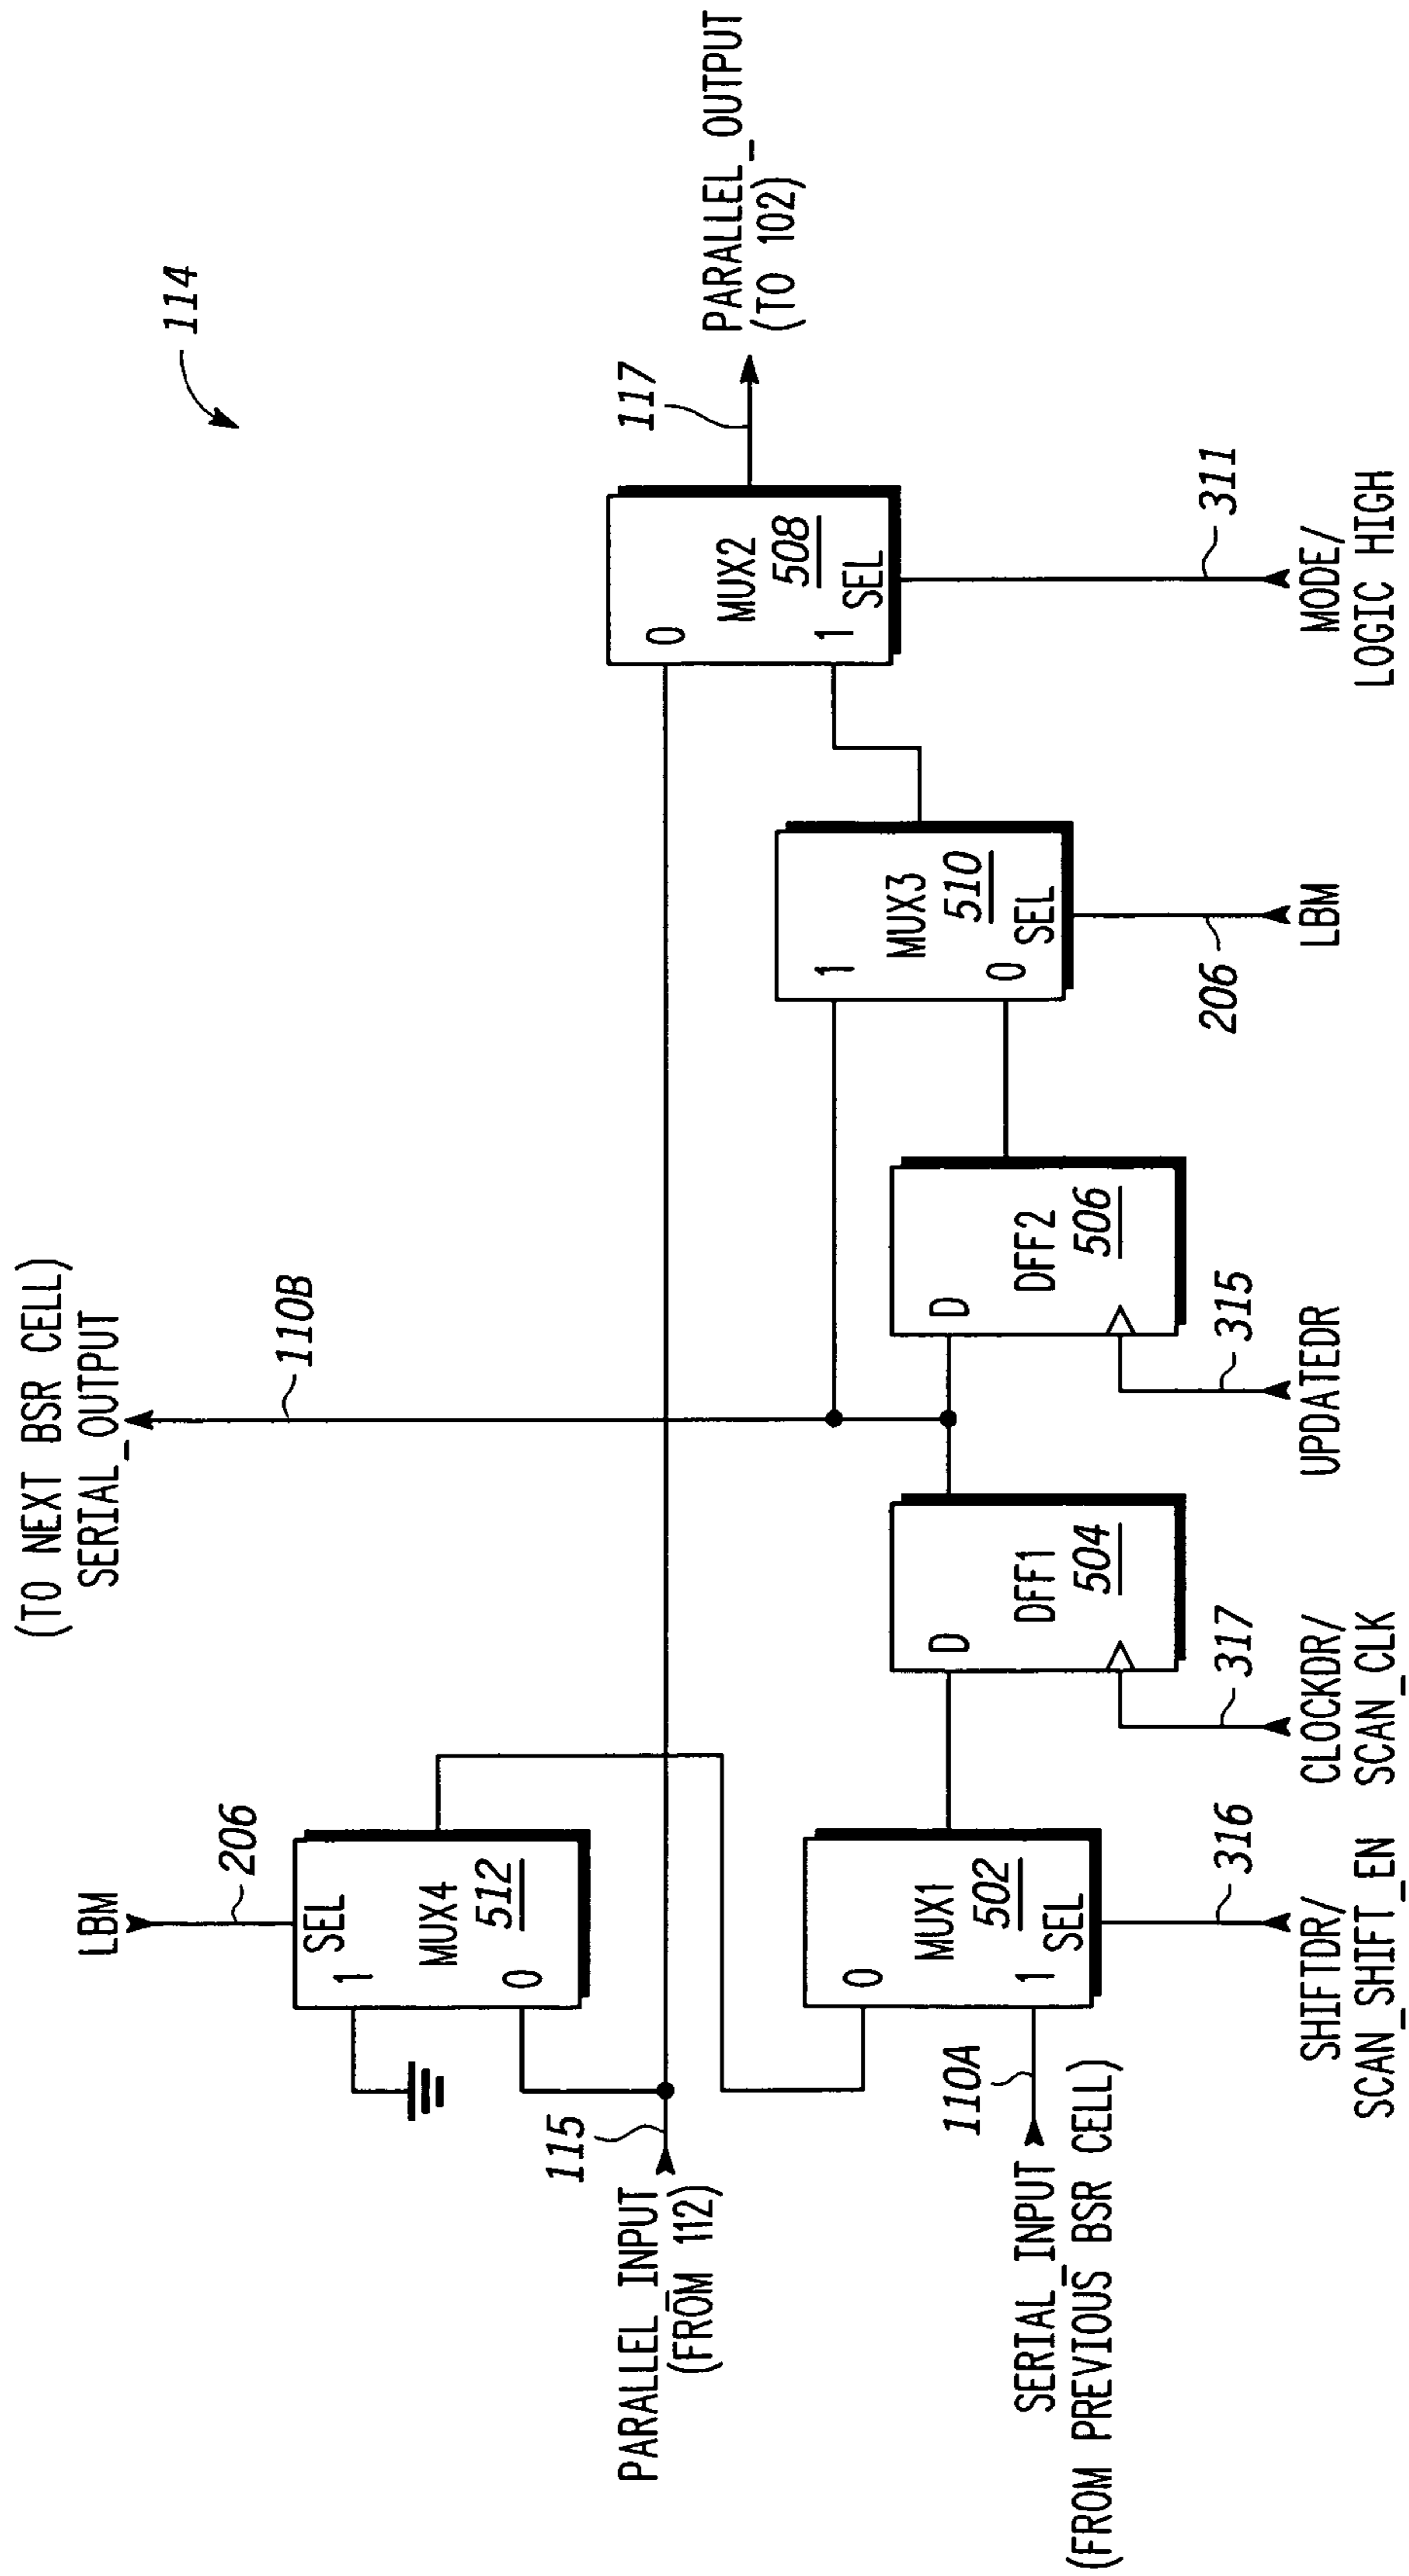 (TO NEXT BSR CELL)
SERIAL_OUTPUT
110B
114
LBM
206
SEL
1
MUX4
512
0
115
PARALLEL_INPUT
(FROM 112)
0
MUX2
508
1
SEL
117
PARALLEL_OUTPUT
(TO 102)
1
MUX3
510
0
SEL
0
MUX1
502
1
SEL
110A
SERIAL_INPUT
(FROM PREVIOUS BSR CELL)
D
DFF1
504
D
DFF2
506
316
SHIFTDR/
SCAN_SHIFT_EN
317
CLOCKDR/
SCAN_CLK
315
UPDATEDR
206
LBM
311
MODE/
LOGIC HIGH